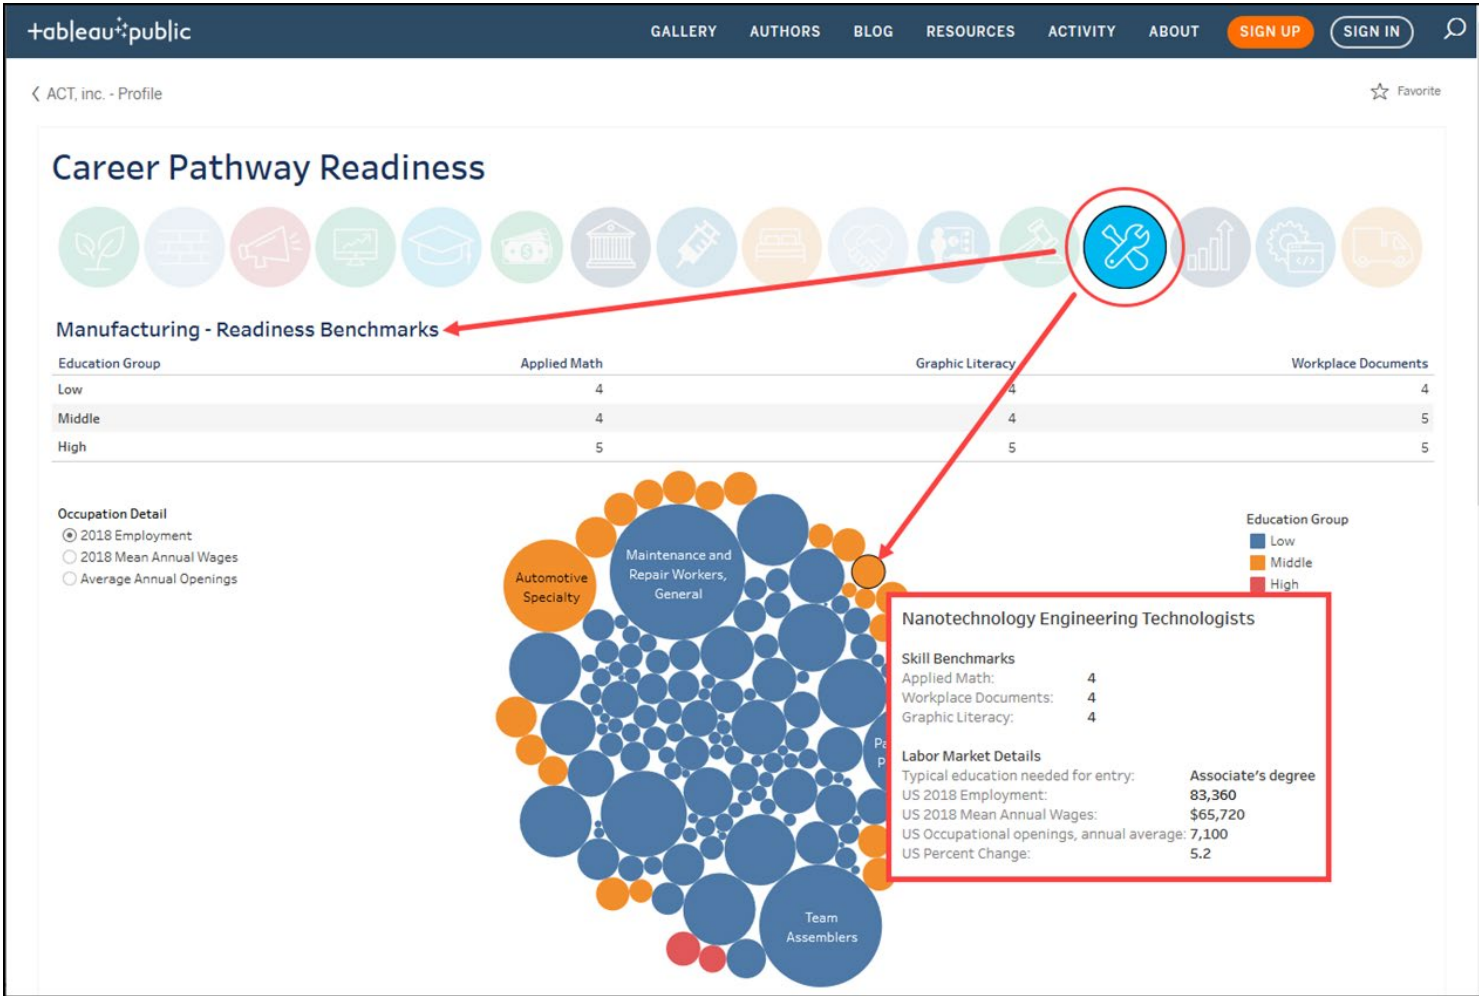 +ableau public
GALLERY AUTHORS BLOG RESOURCES ACTIVITY ABOUT SIGN UP SIGN IN
ACT, inc. - Profile
Favorite
Career Pathway Readiness
Manufacturing - Readiness Benchmarks
Education Group Applied Math Graphic Literacy Workplace Documents
Low 4 4 4
Middle 4 4 5
High 5 5 5
Occupation Detail
2018 Employment
2018 Mean Annual Wages
Average Annual Openings
Education Group
Low
Middle
High
Maintenance and
Repair Workers,
General
Automotive
Specialty
Nanotechnology Engineering Technologists
Skill Benchmarks
Applied Math: 4
Workplace Documents: 4
Graphic Literacy: 4
Labor Market Details
Typical education needed for entry: Associate's degree
US 2018 Employment: 83,360
US 2018 Mean Annual Wages: $65,720
US Occupational openings, annual average: 7,100
US Percent Change: 5.2
Team
Assemblers